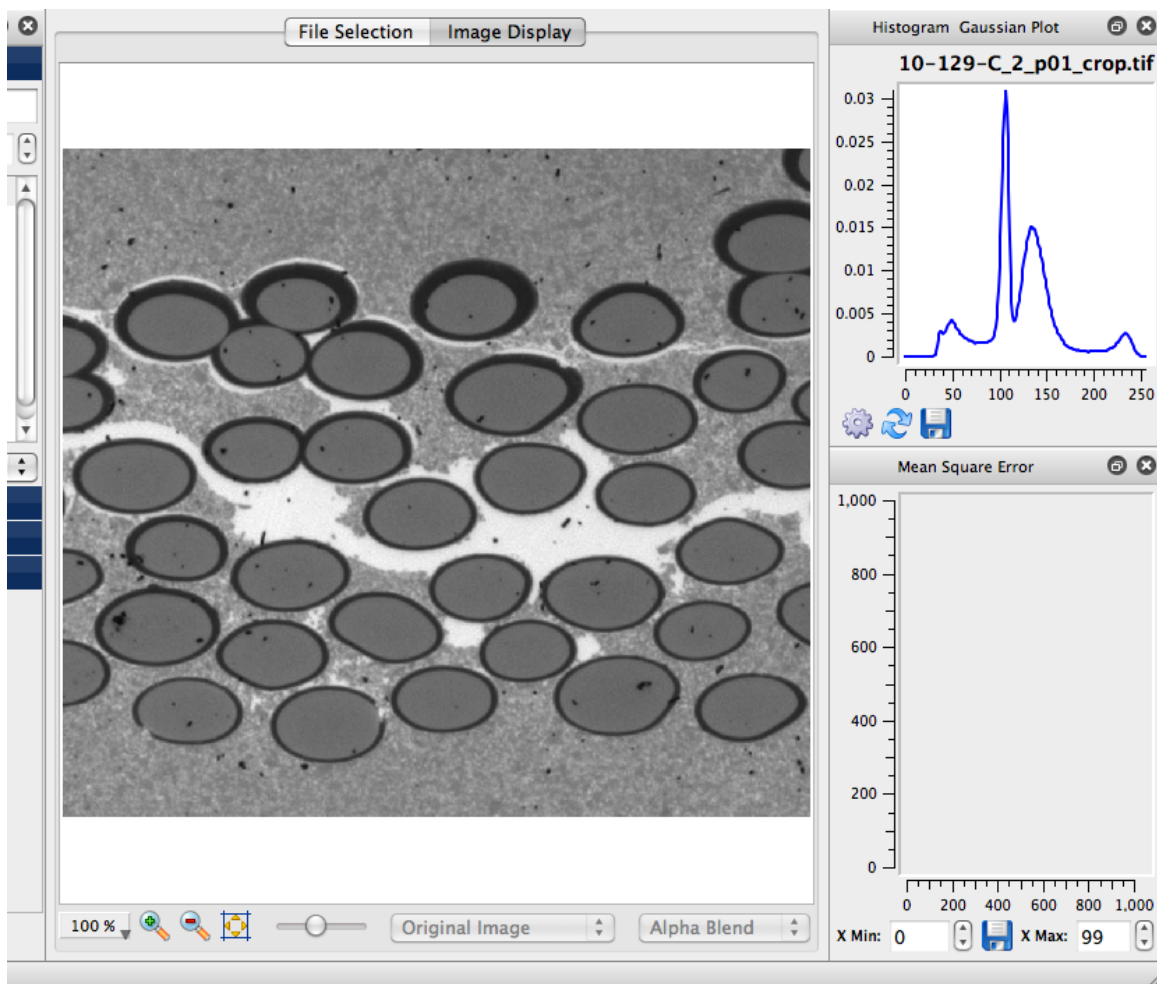 File Selection
Image Display
100 %
Original Image
Alpha Blend
Histogram Gaussian Plot
10-129-C_2_p01_crop.tif
0.03
0.025
0.02
0.015
0.01
0.005
0
0 50 100 150 200 250
Mean Square Error
1,000
800
600
400
200
0
0 200 400 600 800 1,000
X Min: 0 X Max: 99